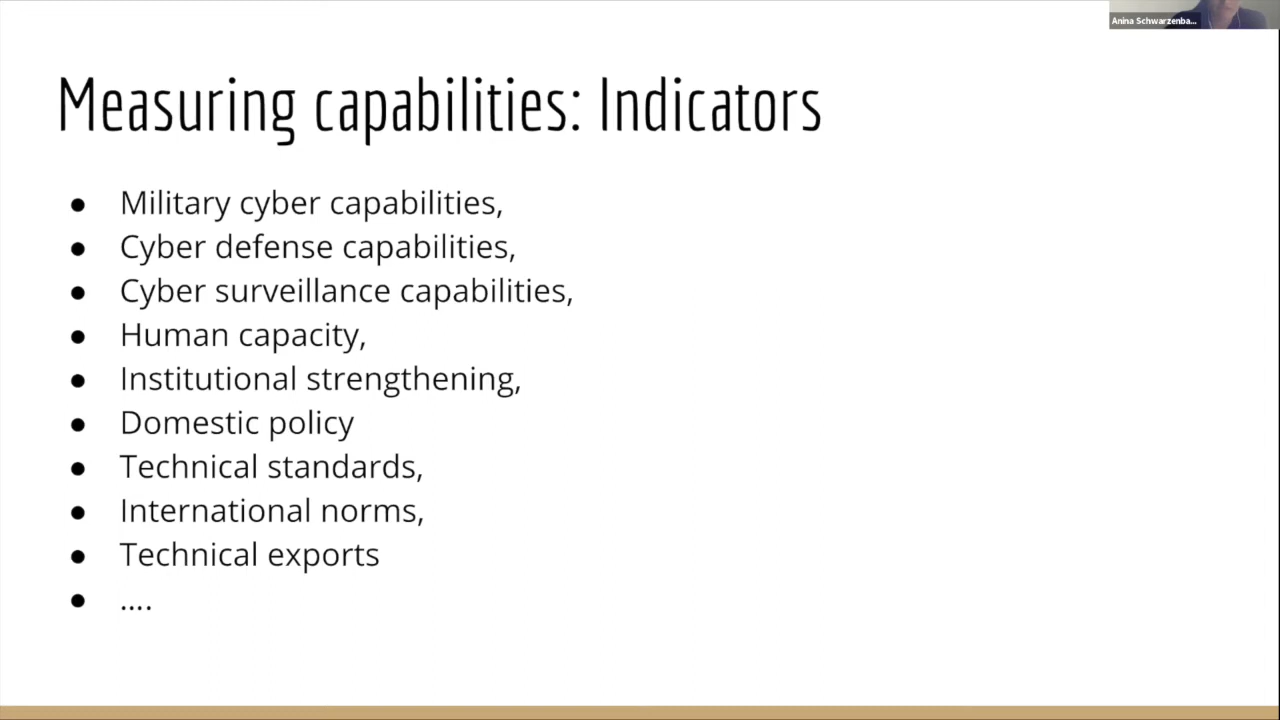 Anina Schwarzenba...
Measuring capabilities: Indicators
● Military cyber capabilities,
● Cyber defense capabilities,
● Cyber surveillance capabilities,
● Human capacity,
● Institutional strengthening,
● Domestic policy
● Technical standards,
● International norms,
● Technical exports
● ....